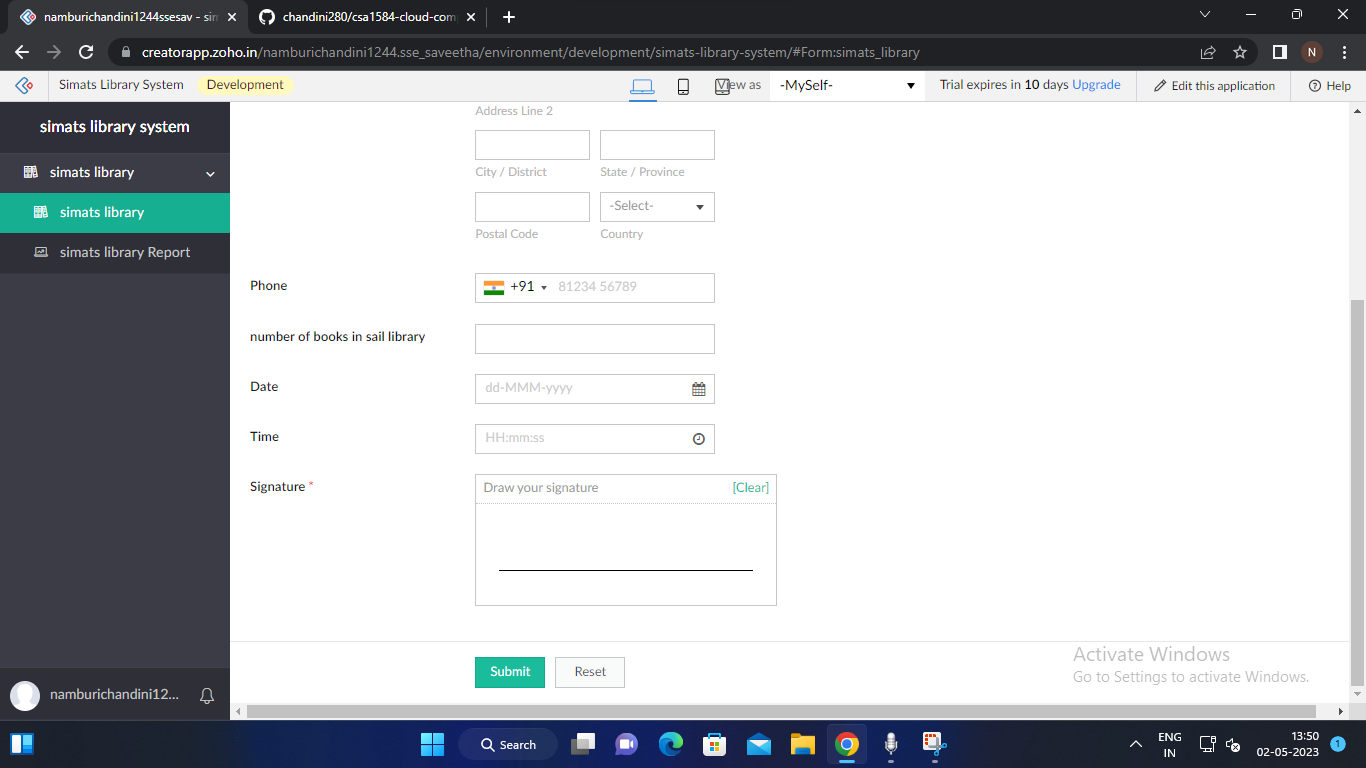 namburichandini1244ssesav - sim
chandini280/csa1584-cloud-comp
creatorapp.zoho.in/namburichandini1244.sse_saveetha/environment/development/simats-library-system/#Form:simats_library
N
Simats Library System
Development
View as
-MySelf-
Trial expires in 10 days Upgrade
Edit this application
Help
simats library system
simats library
simats library
simats library Report
Address Line 2
City / District
State / Province
-Select-
Postal Code
Country
Phone
+91
81234 56789
number of books in sail library
Date
dd-MMM-yyyy
Time
HH:mm:ss
Signature *
Draw your signature
[Clear]
Submit
Reset
Activate Windows
Go to Settings to activate Windows.
namburichandini12...
Search
ENG
IN
13:50
02-05-2023
1